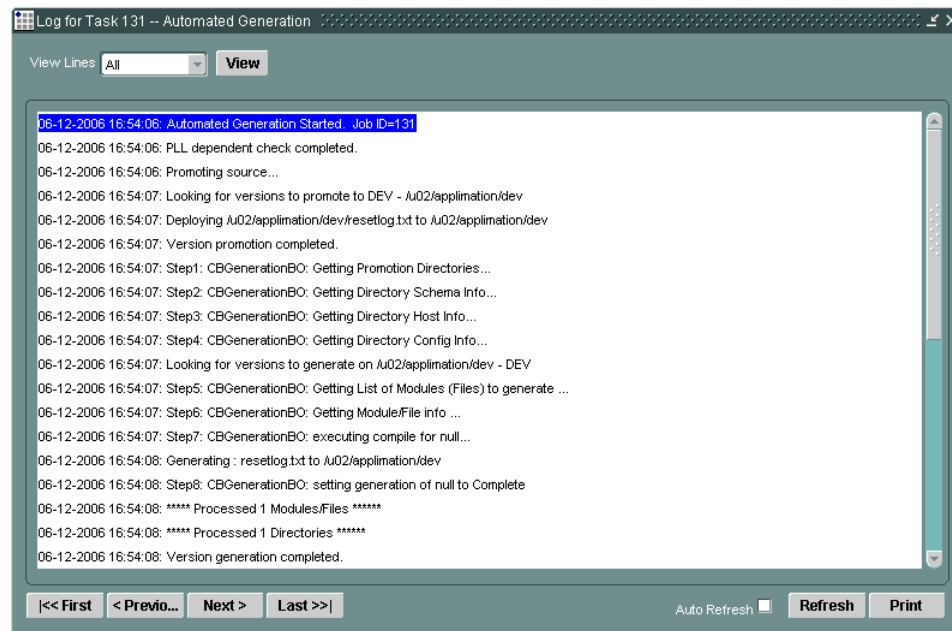 Log for Task 131 -- Automated Generation
View Lines All View
06-12-2006 16:54:06: Automated Generation Started. Job ID=131
06-12-2006 16:54:06: PLL dependent check completed.
06-12-2006 16:54:06: Promoting source...
06-12-2006 16:54:07: Looking for versions to promote to DEV - /u02/applimation/dev
06-12-2006 16:54:07: Deploying /u02/applimation/dev/resetlog.txt to /u02/applimation/dev
06-12-2006 16:54:07: Version promotion completed.
06-12-2006 16:54:07: Step1: CBGenerationBO: Getting Promotion Directories...
06-12-2006 16:54:07: Step2: CBGenerationBO: Getting Directory Schema Info...
06-12-2006 16:54:07: Step3: CBGenerationBO: Getting Directory Host Info...
06-12-2006 16:54:07: Step4: CBGenerationBO: Getting Directory Config Info...
06-12-2006 16:54:07: Looking for versions to generate on /u02/applimation/dev - DEV
06-12-2006 16:54:07: Step5: CBGenerationBO: Getting List of Modules (Files) to generate ...
06-12-2006 16:54:07: Step6: CBGenerationBO: Getting Module/File info ...
06-12-2006 16:54:07: Step7: CBGenerationBO: executing compile for null...
06-12-2006 16:54:08: Generating : resetlog.txt to /u02/applimation/dev
06-12-2006 16:54:08: Step8: CBGenerationBO: setting generation of null to Complete
06-12-2006 16:54:08: ***** Processed 1 Modules/Files ******
06-12-2006 16:54:08: ***** Processed 1 Directories ******
06-12-2006 16:54:08: Version generation completed.
|<< First < Previo... Next > Last >>| Auto Refresh Refresh Print